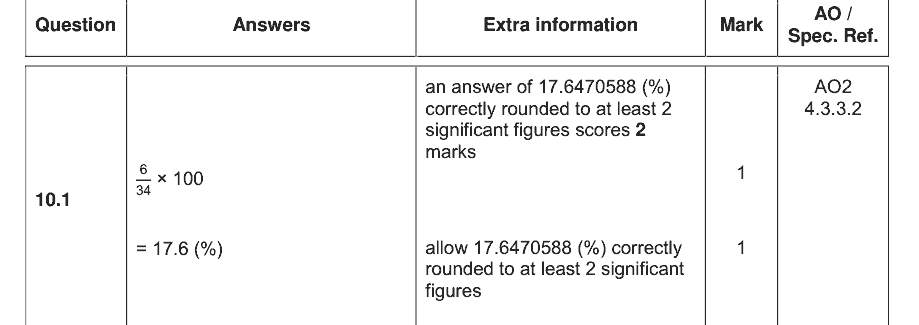 Question Answers Extra information Mark AO /
Spec. Ref.
an answer of 17.6470588 (%) AO2
correctly rounded to at least 2 4.3.3.2
significant figures scores 2
marks
6/34 × 100 1
10.1
= 17.6 (%) allow 17.6470588 (%) correctly 1
rounded to at least 2 significant
figures